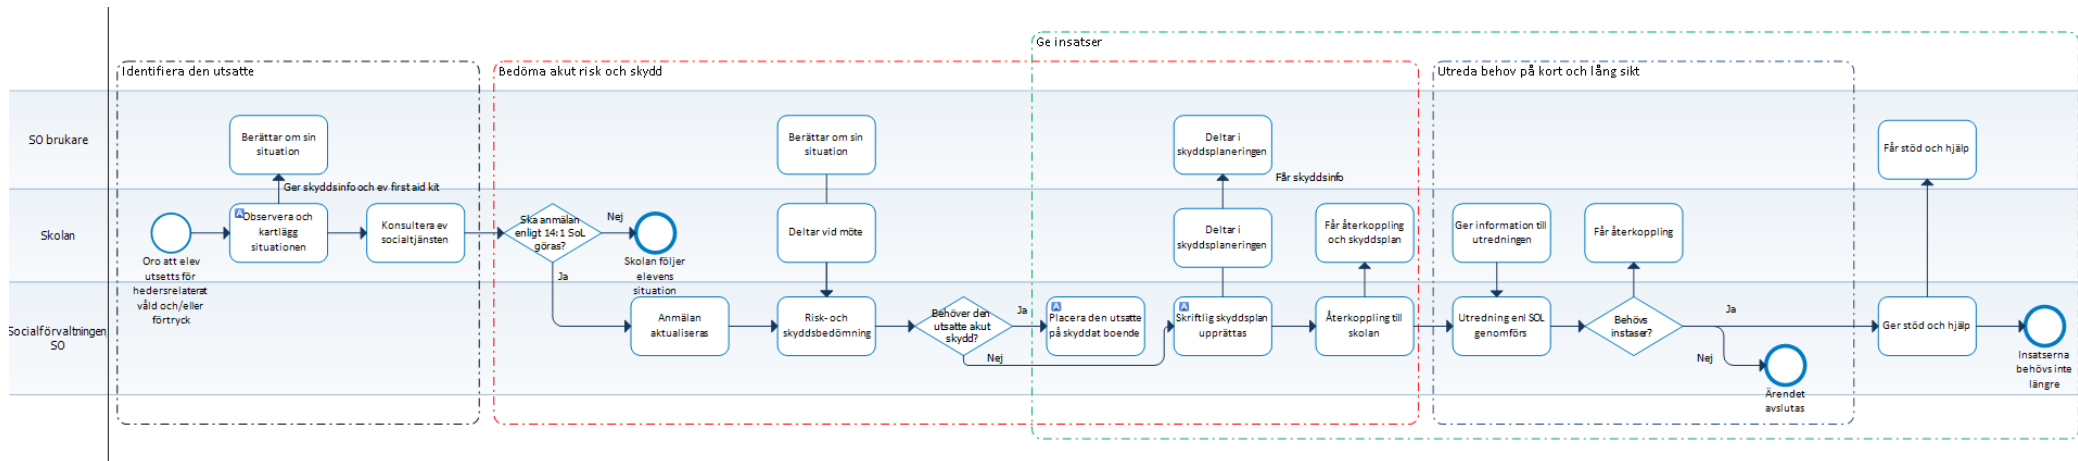 Ge insatser
Identifiera den utsatte
Bedöma akut risk och skydd
Utreda behov på kort och lång sikt
SO brukare
Berättar om sin
situation
Berättar om sin
situation
Deltar i
skyddsplaneringen
Får stöd och hjälp
Ger skyddsinfo och ev first aid kit
Får skyddsinfo
Skolan
A
Observera och
kartlägg
situationen
Konsultera ev
socialtjänsten
Ska anmälan
enligt 14:1 SoL
göras?
Nej
Ja
Deltar vid möte
Deltar i
skyddsplaneringen
Får återkoppling
och skyddsplan
Ger information till
utredningen
Får återkoppling
Oro att elev
utsetts för
hedersrelaterat
våld och/eller
förtryck
Skolan följer
elevens
situation
Socialförvaltningen,
SO
Anmälan
aktualiseras
Risk- och
skyddsbedömning
Behöver den
utsatte akut
skydd?
Ja
Nej
A
Placera den utsatte
på skyddat boende
A
Skriftlig skyddsplan
upprättas
Återkoppling till
skolan
Utredning enl SOL
genomförs
Behövs
instaser?
Ja
Nej
Ger stöd och hjälp
Ärendet
avslutas
Insatserna
behövs inte
längre